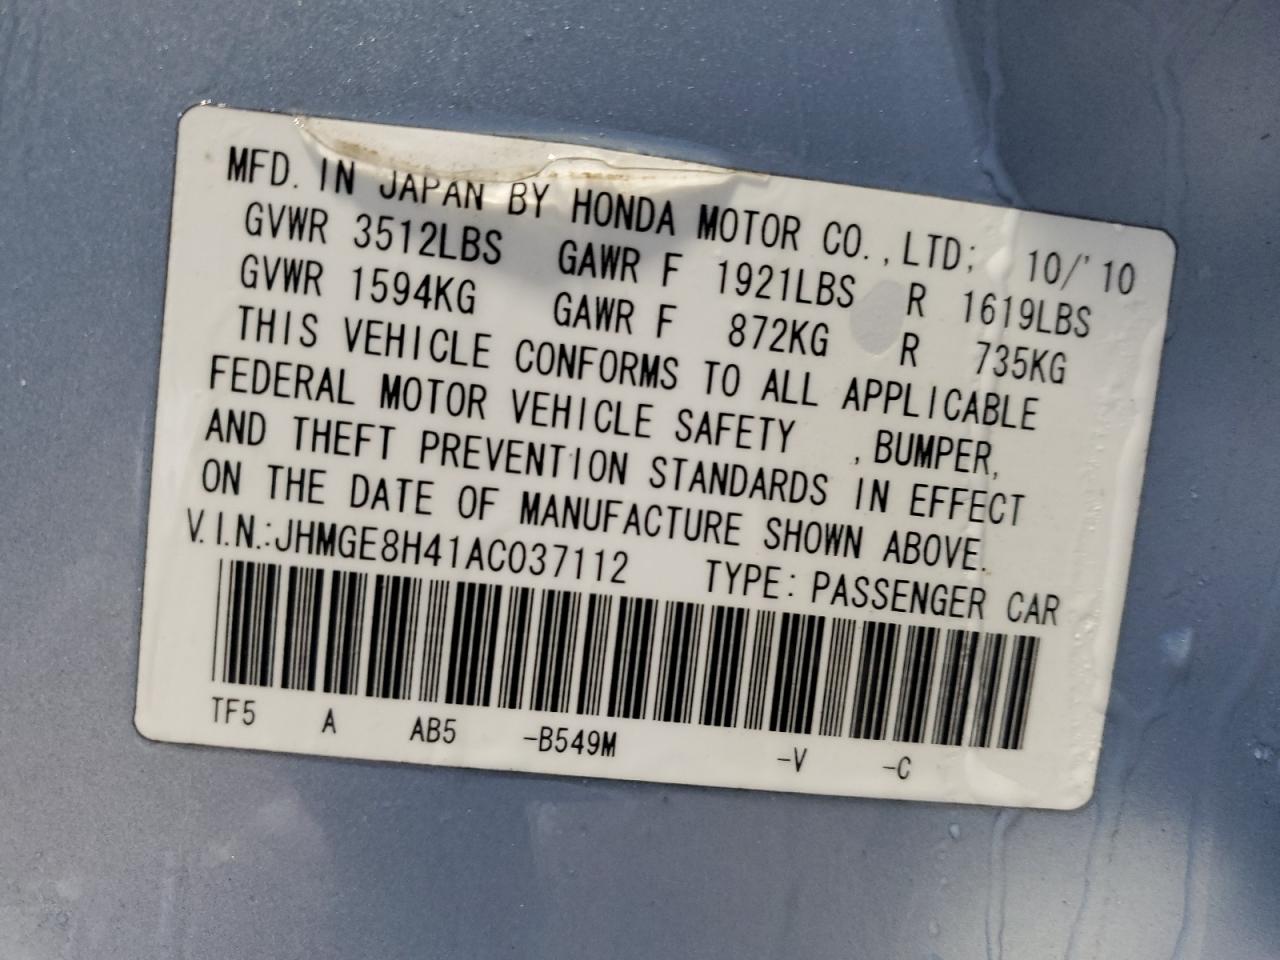 MFD. IN JAPAN BY HONDA MOTOR CO.,LTD; 10/'10
GVWR 3512LBS GAWR F 1921LBS R 1619LBS
GVWR 1594KG GAWR F 872KG R 735KG
THIS VEHICLE CONFORMS TO ALL APPLICABLE
FEDERAL MOTOR VEHICLE SAFETY , BUMPER,
AND THEFT PREVENTION STANDARDS IN EFFECT
ON THE DATE OF MANUFACTURE SHOWN ABOVE.
V.I.N.:JHMGE8H41AC037112 TYPE: PASSENGER CAR
TF5 A AB5 -B549M -V -C